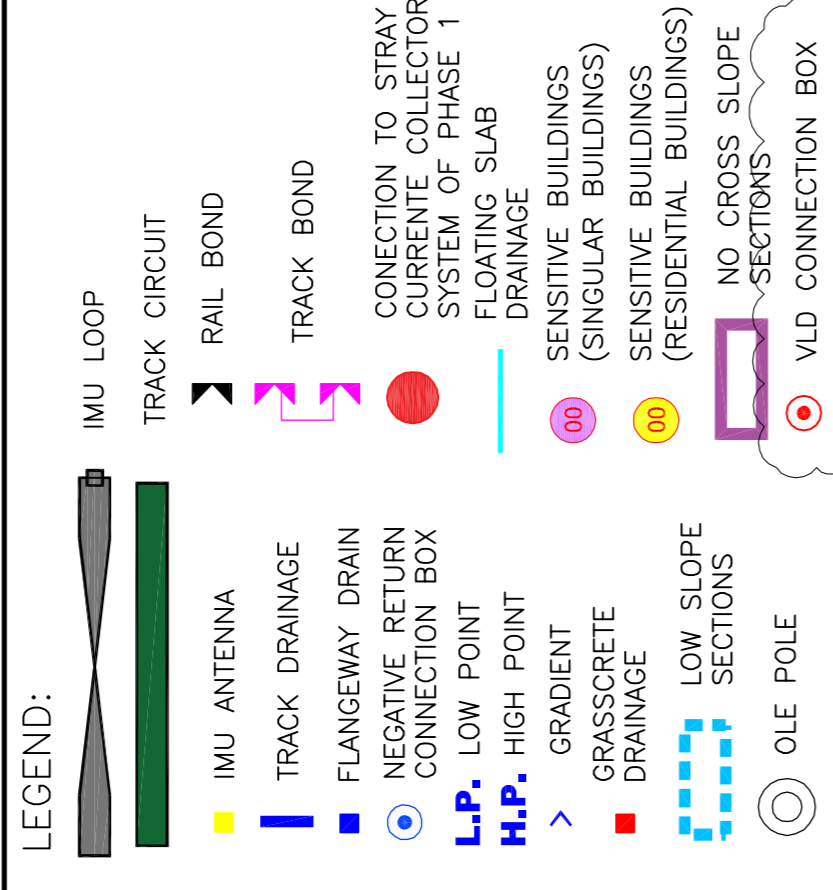 LEGEND:
IMU LOOP
TRACK CIRCUIT
IMU ANTENNA
TRACK DRAINAGE
FLANGEWAY DRAIN
NEGATIVE RETURN
CONNECTION BOX
L.P. LOW POINT
H.P. HIGH POINT
GRADIENT
GRASSCRETE
DRAINAGE
LOW SLOPE
SECTIONS
OLE POLE
RAIL BOND
TRACK BOND
CONECTION TO STRAY
CURRENTE COLLECTOR
SYSTEM OF PHASE 1
FLOATING SLAB
DRAINAGE
00 SENSITIVE BUILDINGS
(SINGULAR BUILDINGS)
00 SENSITIVE BUILDINGS
(RESIDENTIAL BUILDINGS)
NO CROSS SLOPE
SECTIONS
VLD CONNECTION BOX